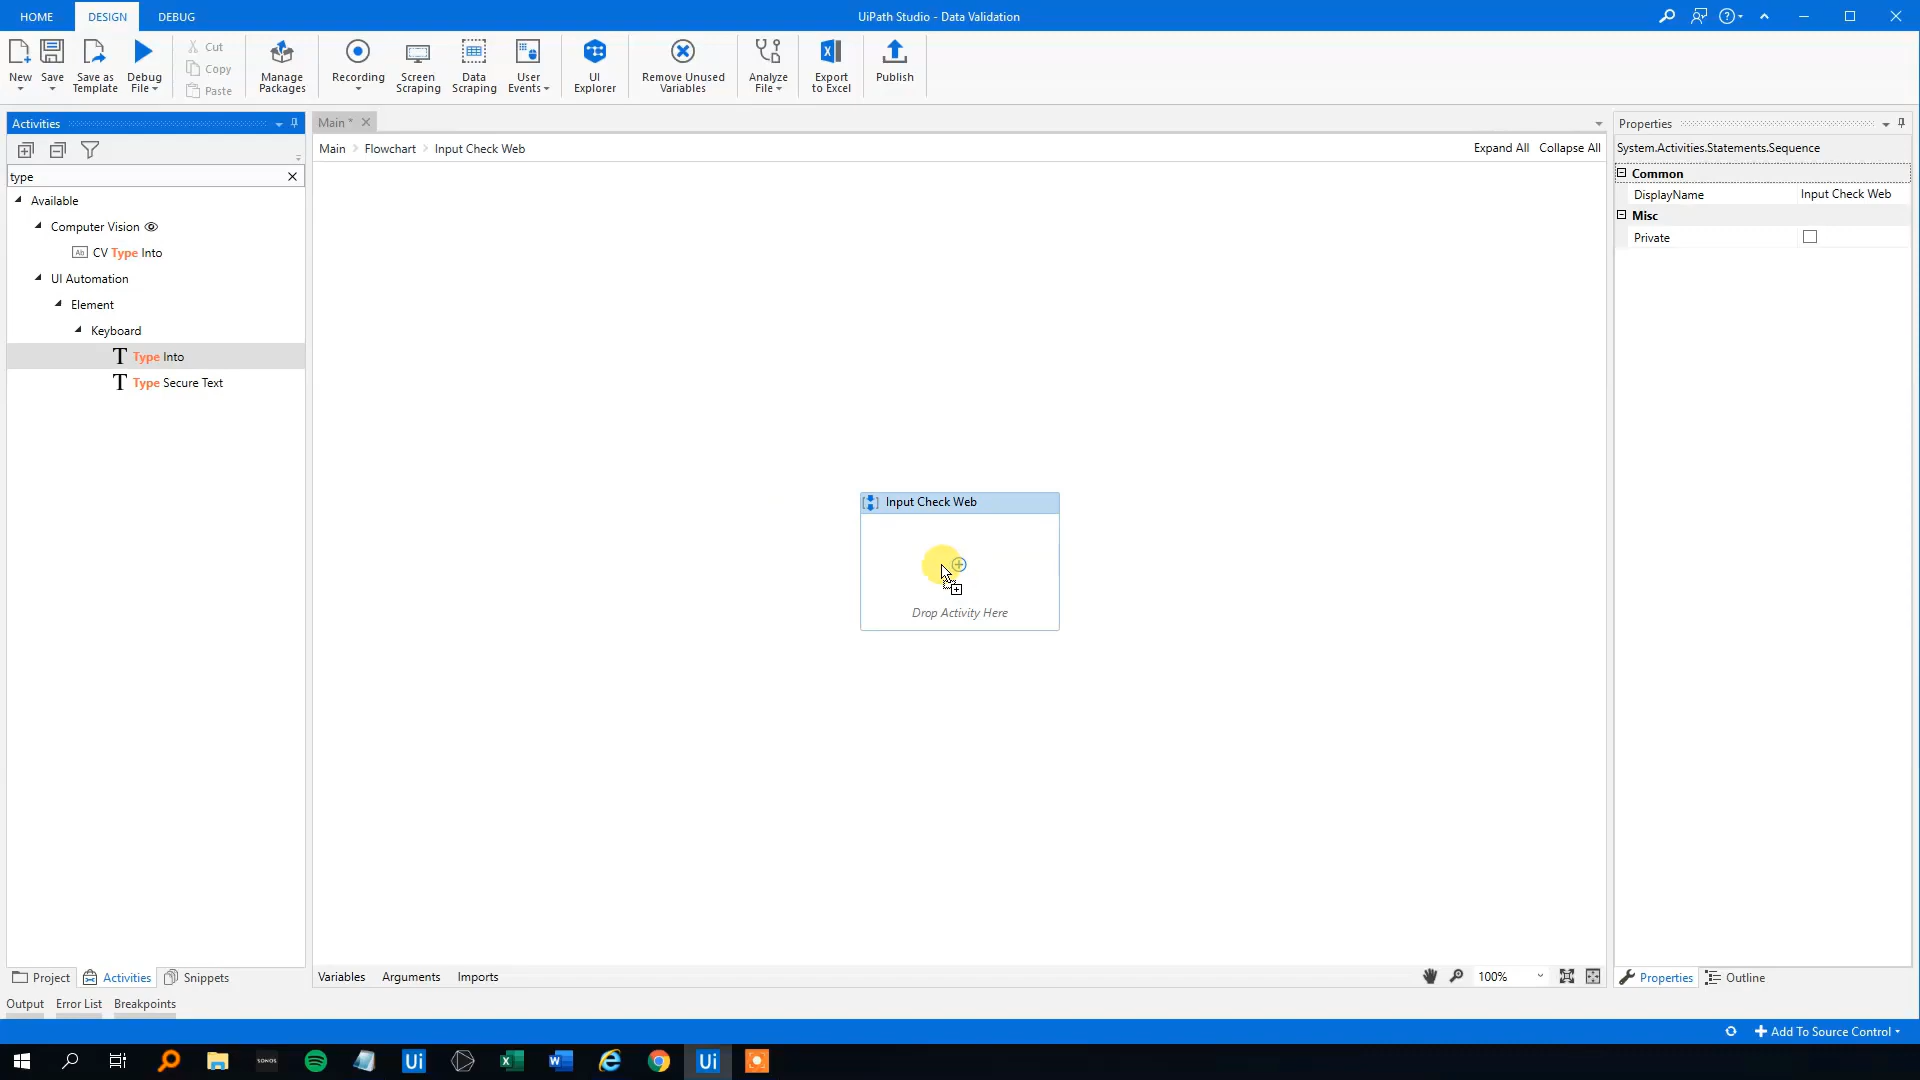 HOME
DESIGN
DEBUG
UiPath Studio - Data Validation
New
Save
Save as Template
Debug File
Cut
Copy
Paste
Manage Packages
Recording
Screen Scraping
Data Scraping
User Events
UI Explorer
Remove Unused Variables
Analyze File
Export to Excel
Publish
Activities
type
Available
Computer Vision
CV Type Into
UI Automation
Element
Keyboard
Type Into
Type Secure Text
Main *
Main > Flowchart > Input Check Web
Expand All
Collapse All
Input Check Web
Drop Activity Here
Properties
System.Activities.Statements.Sequence
Common
DisplayName Input Check Web
Misc
Private
Project
Activities
Snippets
Variables
Arguments
Imports
100%
Properties
Outline
Output
Error List
Breakpoints
Add To Source Control
SONOS
Ui
Ui